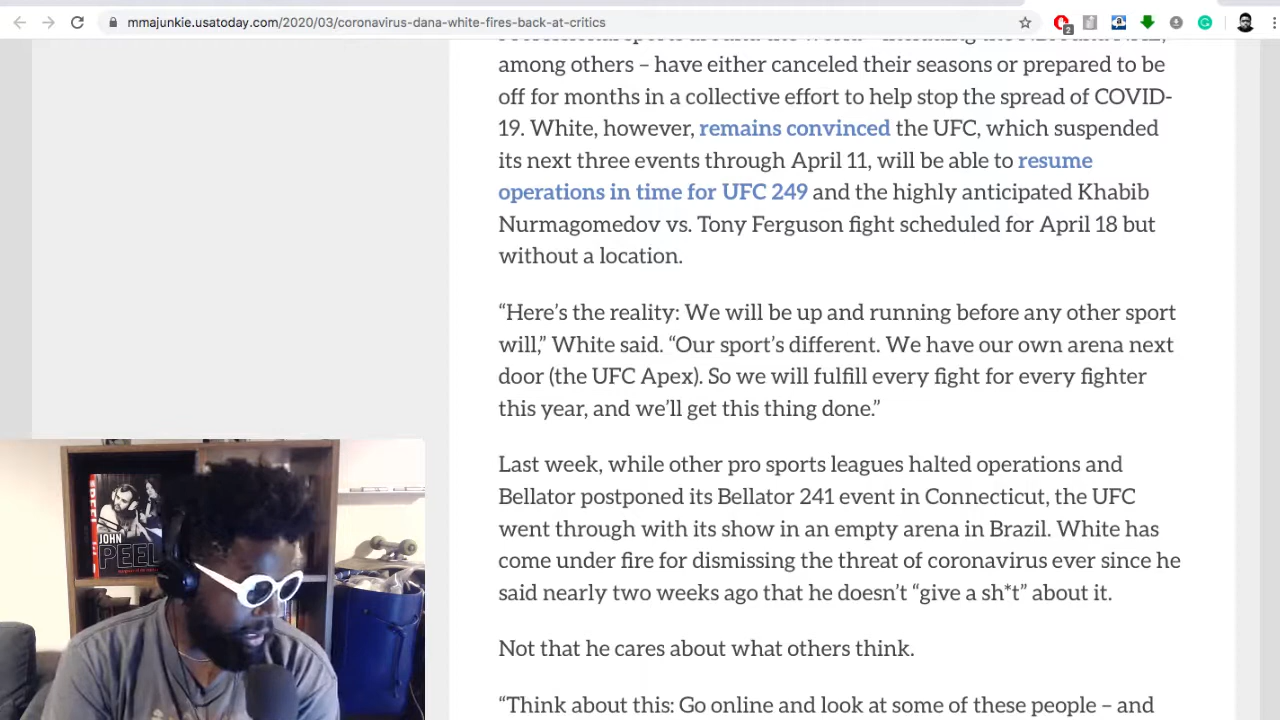 mmajunkie.usatoday.com/2020/03/coronavirus-dana-white-fires-back-at-critics
2
among others – have either canceled their seasons or prepared to be
off for months in a collective effort to help stop the spread of COVID-
19. White, however, remains convinced the UFC, which suspended
its next three events through April 11, will be able to resume
operations in time for UFC 249 and the highly anticipated Khabib
Nurmagomedov vs. Tony Ferguson fight scheduled for April 18 but
without a location.
“Here’s the reality: We will be up and running before any other sport
will,” White said. “Our sport’s different. We have our own arena next
door (the UFC Apex). So we will fulfill every fight for every fighter
this year, and we’ll get this thing done.”
Last week, while other pro sports leagues halted operations and
Bellator postponed its Bellator 241 event in Connecticut, the UFC
went through with its show in an empty arena in Brazil. White has
come under fire for dismissing the threat of coronavirus ever since he
said nearly two weeks ago that he doesn’t “give a sh*t” about it.
Not that he cares about what others think.
“Think about this: Go online and look at some of these people – and
JOHN
PEEL